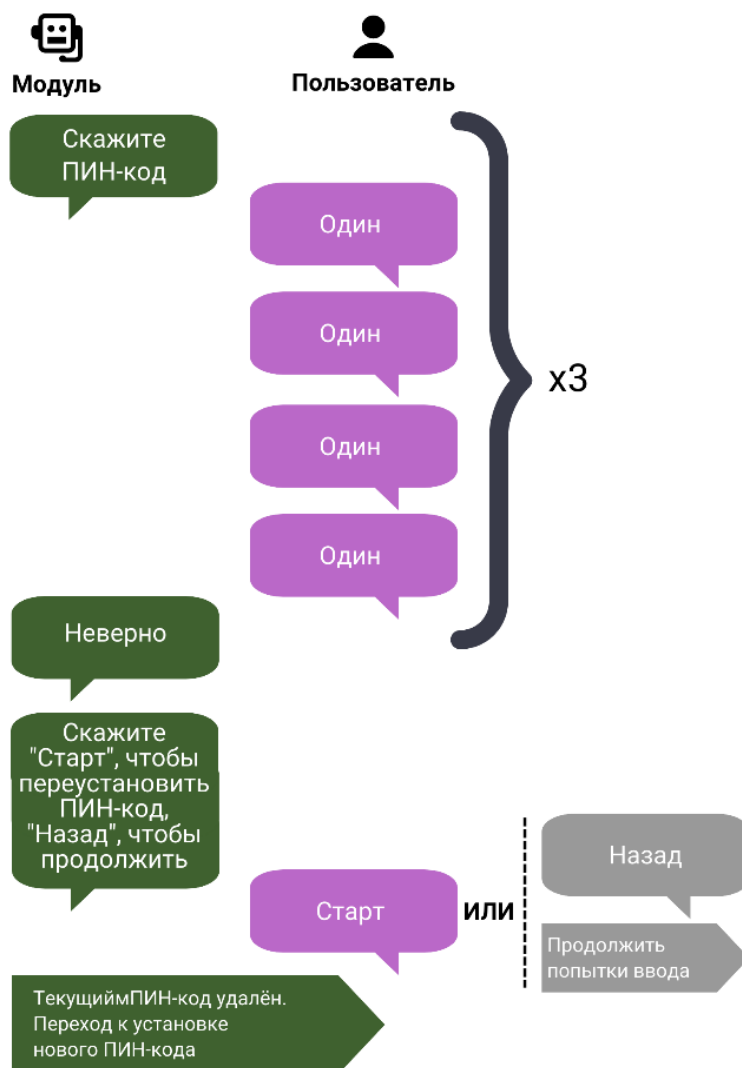 Модуль
Пользователь
Скажите
ПИН-код
Один
Один
Один
Один
x3
Неверно
Скажите
"Старт", чтобы
переустановить
ПИН-код,
"Назад", чтобы
продолжить
Старт
ИЛИ
Назад
Продолжить
попытки ввода
ТекущиймПИН-код удалён.
Переход к установке
нового ПИН-кода